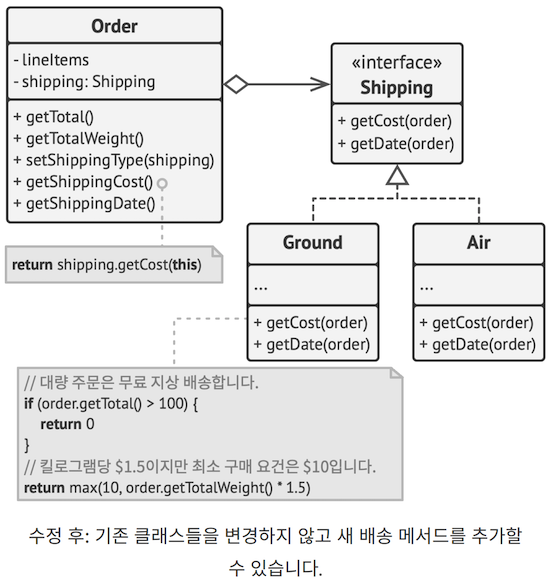 Order
- lineItems
- shipping: Shipping
+ getTotal()
+ getTotalWeight()
+ setShippingType(shipping)
+ getShippingCost()
+ getShippingDate()
return shipping.getCost(this)
«interface»
Shipping
+ getCost(order)
+ getDate(order)
Ground
...
+ getCost(order)
+ getDate(order)
Air
...
+ getCost(order)
+ getDate(order)
// 대량 주문은 무료 지상 배송합니다.
if (order.getTotal() > 100) {
return 0
}
// 킬로그램당 $1.5이지만 최소 구매 요건은 $10입니다.
return max(10, order.getTotalWeight() * 1.5)
수정 후: 기존 클래스들을 변경하지 않고 새 배송 메서드를 추가할
수 있습니다.